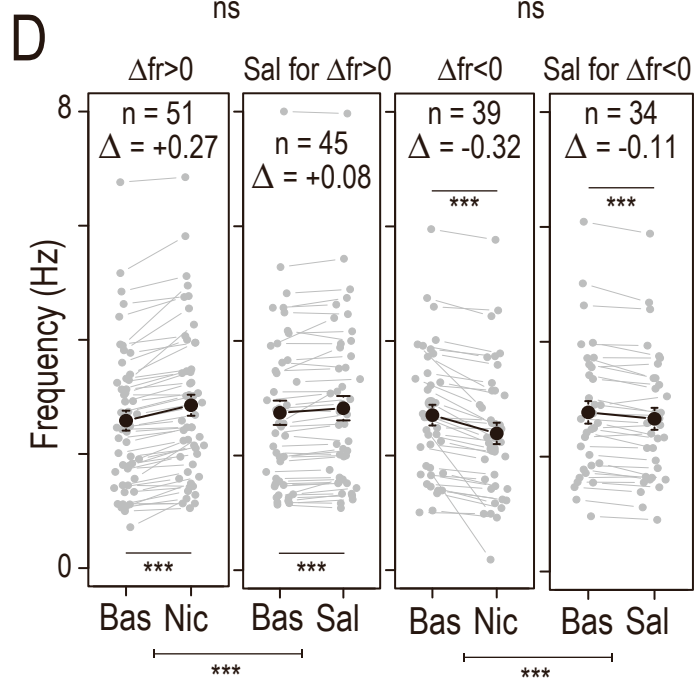 ns ns
D
Δfr>0 Sal for Δfr>0 Δfr<0 Sal for Δfr<0
8
n = 51
Δ = +0.27
n = 45
Δ = +0.08
n = 39
Δ = -0.32
n = 34
Δ = -0.11
*** ***
Frequency (Hz)
*** ***
0
Bas Nic Bas Sal Bas Nic Bas Sal
*** ***